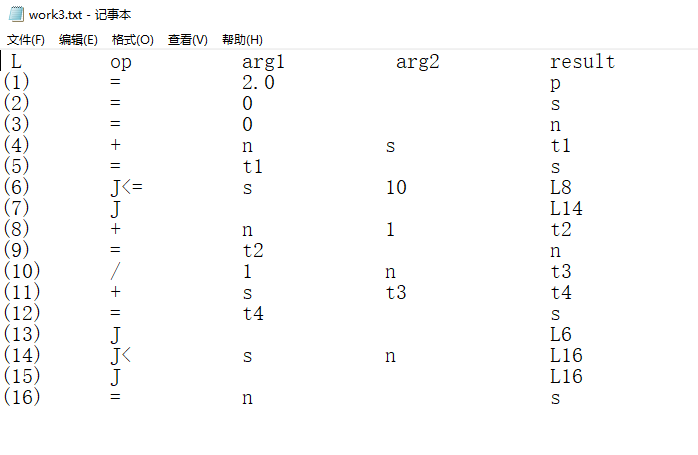 work3.txt - 记事本
文件(F) 编辑(E) 格式(O) 查看(V) 帮助(H)
L op arg1 arg2 result
(1) = 2.0 p
(2) = 0 s
(3) = 0 n
(4) + n s t1
(5) = t1 s
(6) J<= s 10 L8
(7) J L14
(8) + n 1 t2
(9) = t2 n
(10) / 1 n t3
(11) + s t3 t4
(12) = t4 s
(13) J L6
(14) J< s n L16
(15) J L16
(16) = n s